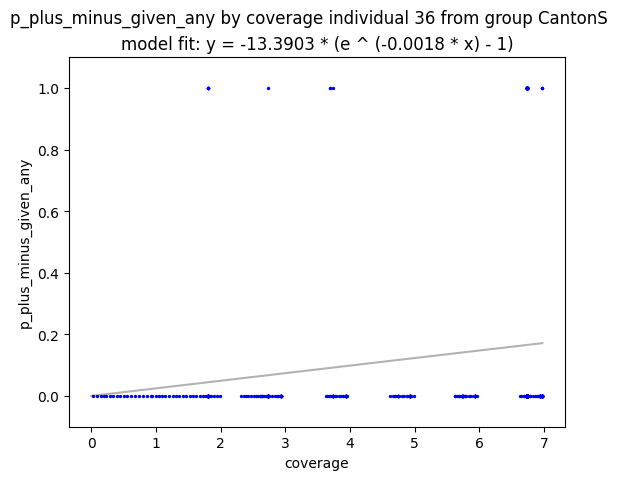 p_plus_minus_given_any by coverage individual 36 from group CantonS
model fit: y = -13.3903 * (e ^ (-0.0018 * x) - 1)
1.0
0.8
0.6
0.4
0.2
0.0
p_plus_minus_given_any
0 1 2 3 4 5 6 7
coverage